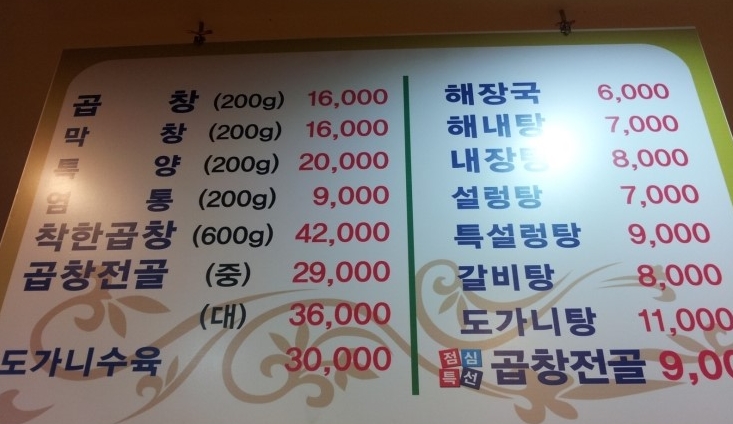 곱 창 (200g) 16,000
막 창 (200g) 16,000
특 양 (200g) 20,000
염 통 (200g) 9,000
착한곱창 (600g) 42,000
곱창전골 (중) 29,000
(대) 36,000
도가니수육 30,000
해장국 6,000
해내탕 7,000
내장탕 8,000
설렁탕 7,000
특설렁탕 9,000
갈비탕 8,000
도가니탕 11,000
점심특선 곱창전골 9,00